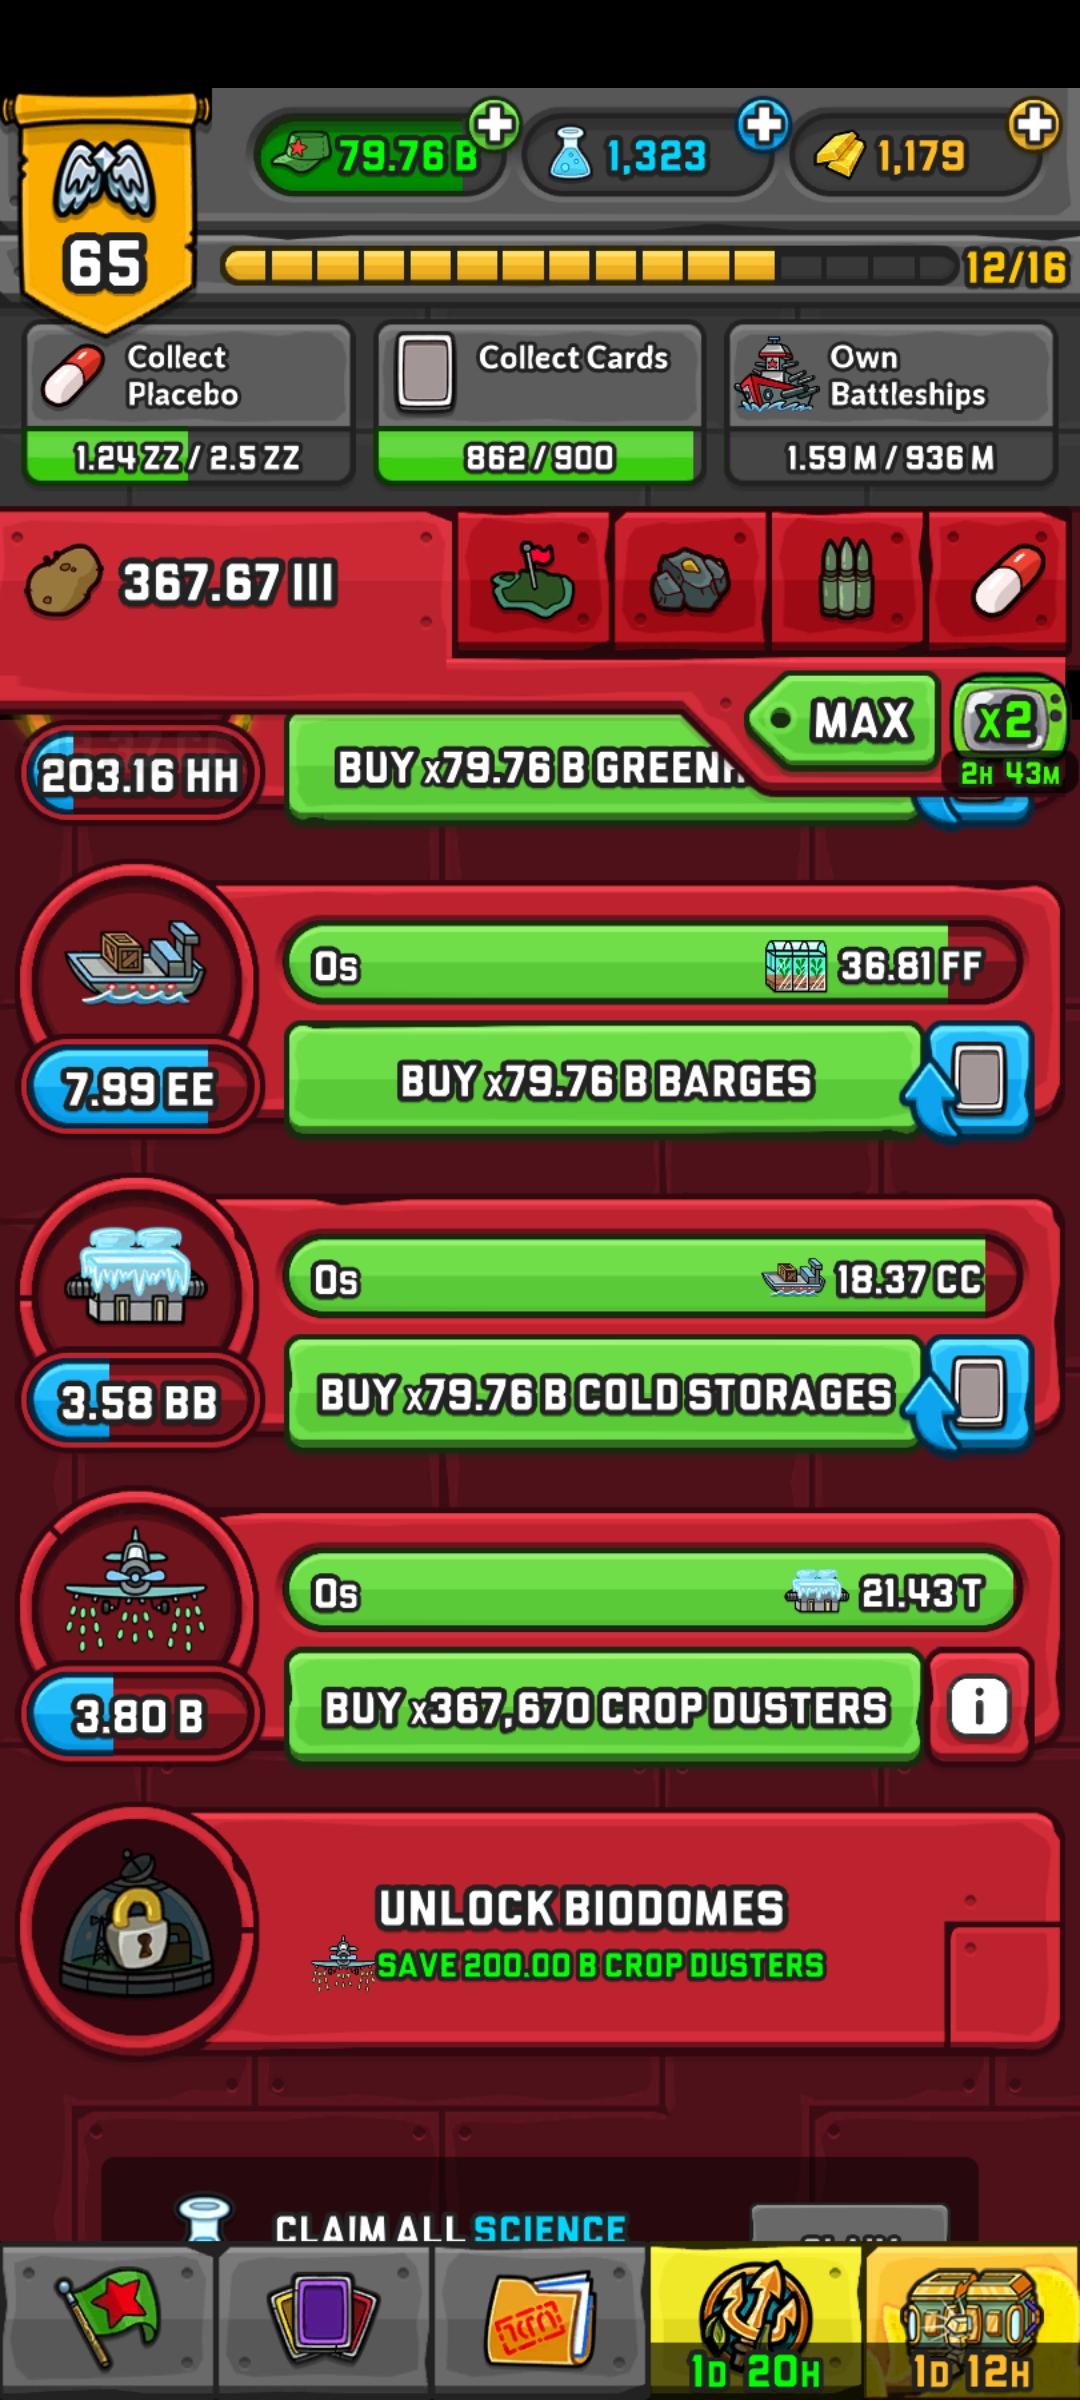 79.76 B
1,323
1,179
65
12/16
Collect
Placebo
1.24 ZZ / 2.5 ZZ
Collect Cards
862/900
Own
Battleships
1.59 M / 936 M
367.67 III
MAX
x2
2H 43M
203.16 HH
BUY x79.76 B
0s
36.81 FF
7.99 EE
BUY x79.76 B BARGES
0s
18.37 CC
3.58 BB
BUY x79.76 B COLD STORAGES
0s
21.43 T
3.80 B
BUY x367,670 CROP DUSTERS
i
UNLOCK BIODOMES
SAVE 200.00 B CROP DUSTERS
CLAIM ALL SCIENCE
1D 20H
1D 12H